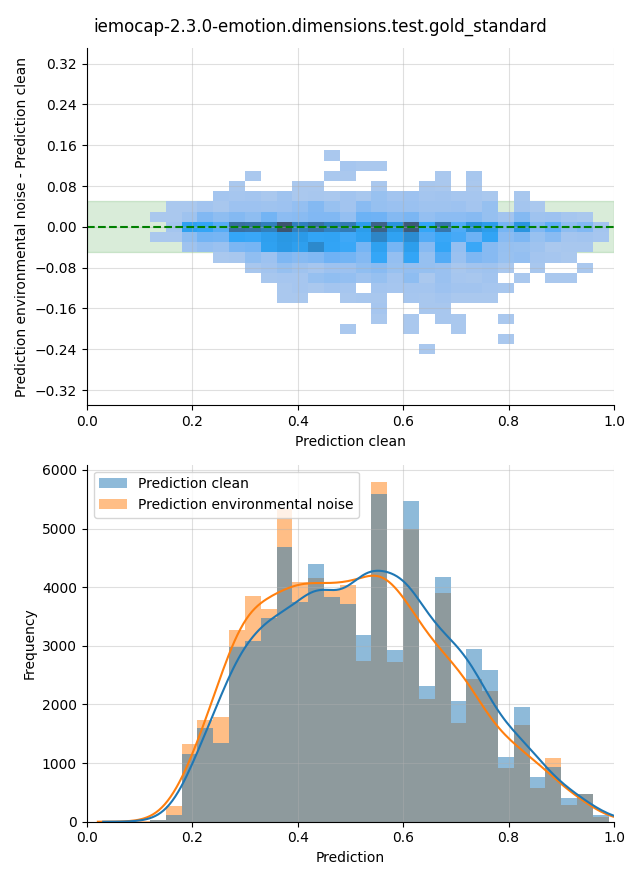 iemocap-2.3.0-emotion.dimensions.test.gold_standard
Prediction environmental noise - Prediction clean
0.32
0.24
0.16
0.08
0.00
−0.08
−0.16
−0.24
−0.32
0.0 0.2 0.4 0.6 0.8 1.0
Prediction clean
Frequency
6000
5000
4000
3000
2000
1000
0
Prediction clean
Prediction environmental noise
0.0 0.2 0.4 0.6 0.8 1.0
Prediction